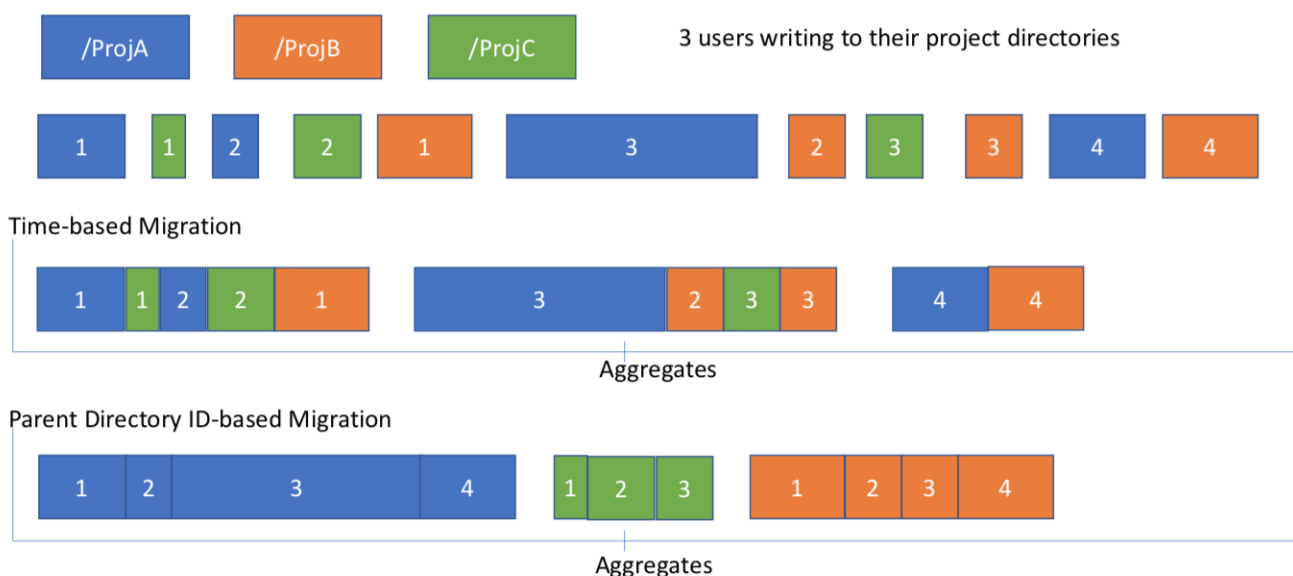 /ProjA /ProjB /ProjC 3 users writing to their project directories
1 1 2 2 1 3 2 3 3 4 4
Time-based Migration
1 1 2 2 1 3 2 3 3 4 4
Aggregates
Parent Directory ID-based Migration
1 2 3 4 1 2 3 1 2 3 4
Aggregates